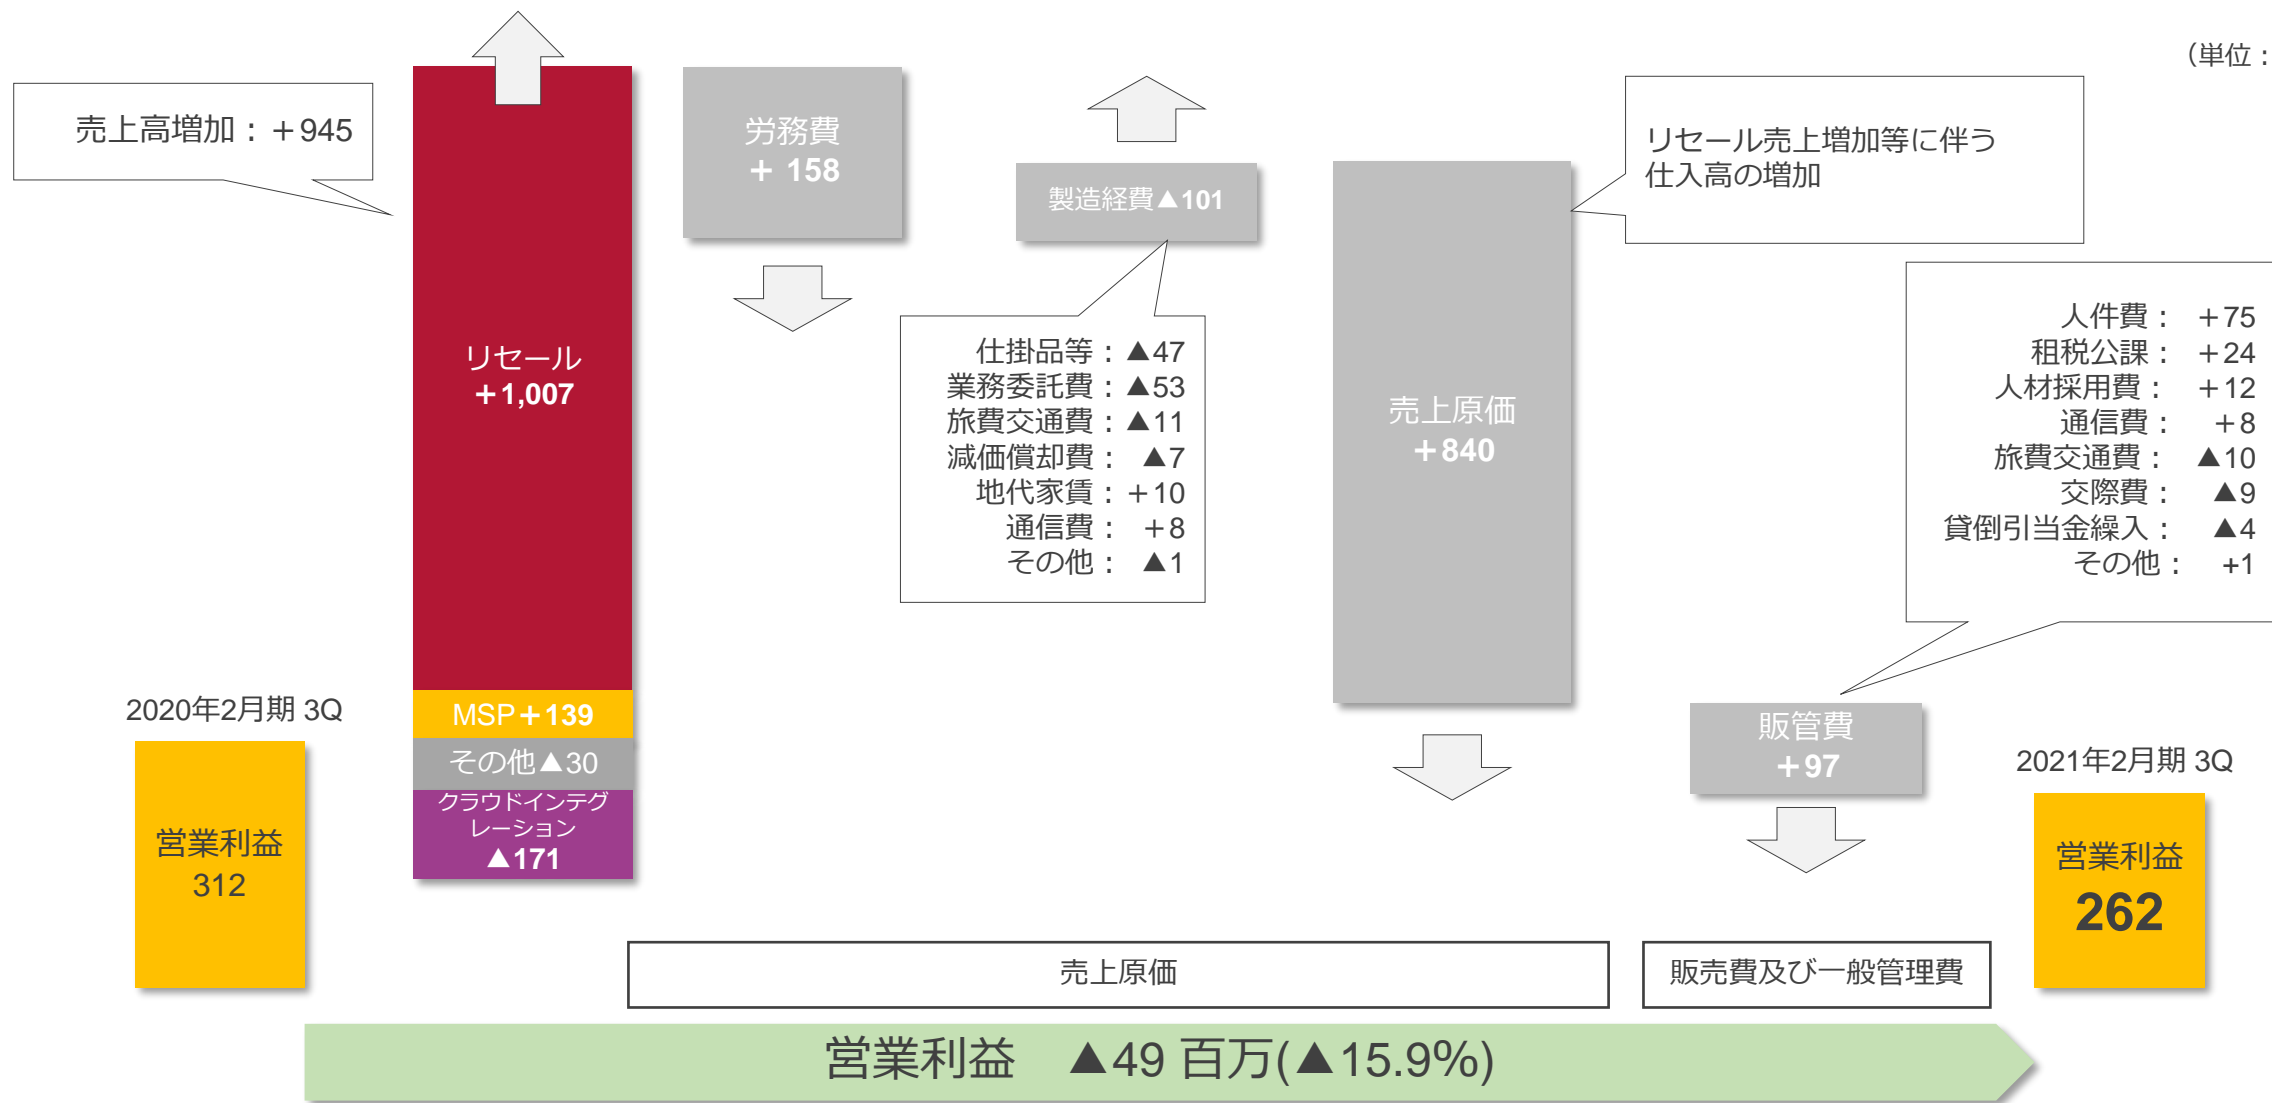 （単位：
売上高増加：＋945
リセール
＋1,007
MSP＋139
その他▲30
クラウドインテグ
レーション
▲171
労務費
＋ 158
製造経費▲101
仕掛品等：▲47
業務委託費：▲53
旅費交通費：▲11
減価償却費： ▲7
地代家賃：＋10
通信費： ＋8
その他： ▲1
売上原価
＋840
リセール売上増加等に伴う
仕入高の増加
人件費： ＋75
租税公課： ＋24
人材採用費： ＋12
通信費： ＋8
旅費交通費： ▲10
交際費： ▲9
貸倒引当金繰入： ▲4
その他： +1
販管費
＋97
2020年2月期 3Q
営業利益
312
2021年2月期 3Q
営業利益
262
売上原価
販売費及び一般管理費
営業利益　▲49 百万(▲15.9%)